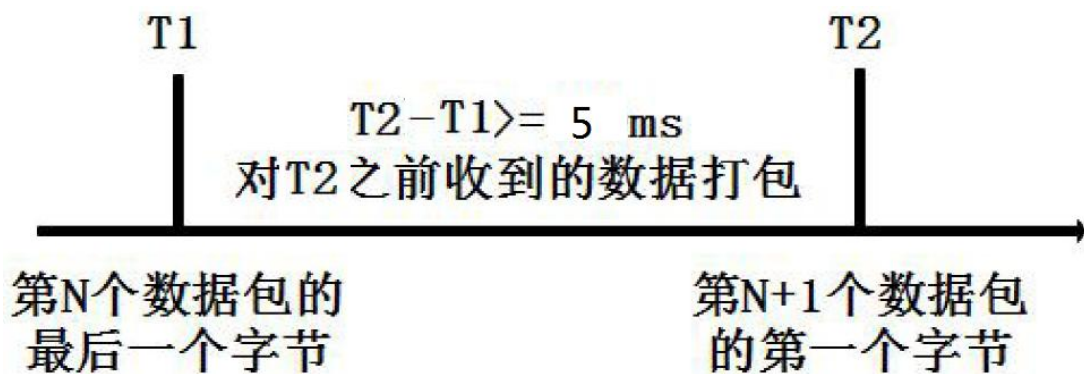 T1
T2
T2-T1>= 5 ms
对T2之前收到的数据打包
第N个数据包的
最后一个字节
第N+1个数据包
的第一个字节